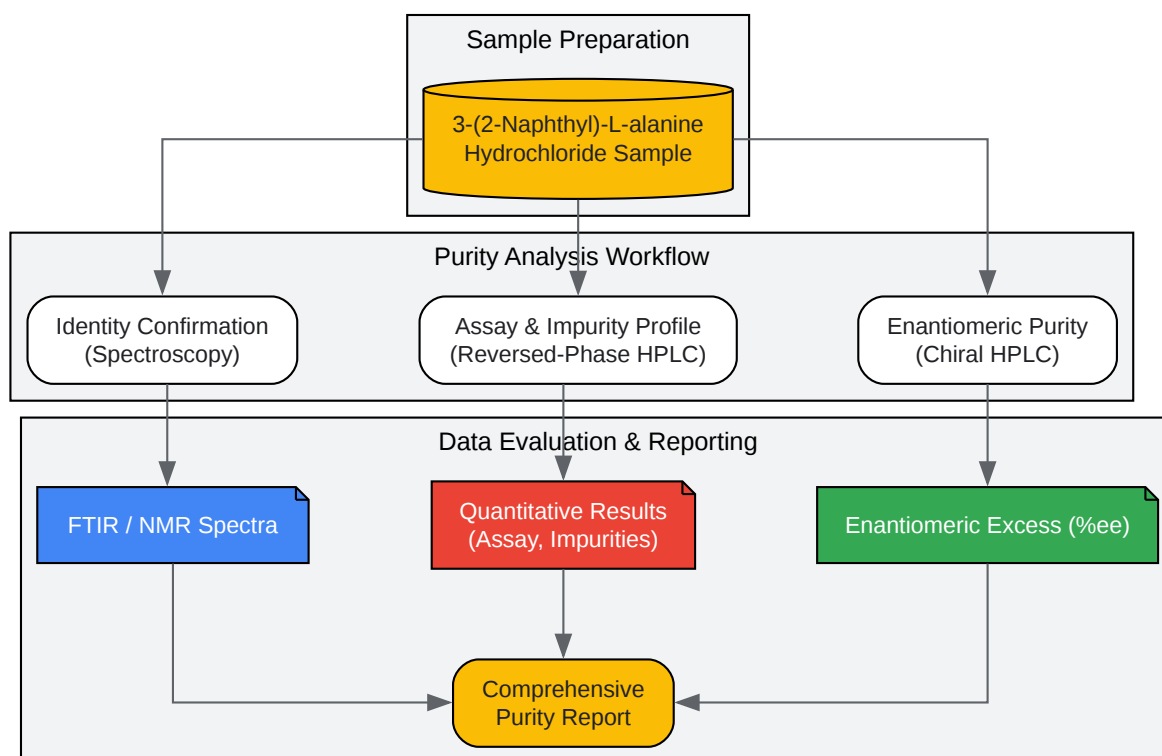 Sample Preparation
3-(2-Naphthyl)-L-alanine
Hydrochloride Sample
Purity Analysis Workflow
Identity Confirmation
(Spectroscopy)
Assay & Impurity Profile
(Reversed-Phase HPLC)
Enantiomeric Purity
(Chiral HPLC)
Data Evaluation & Reporting
FTIR / NMR Spectra
Quantitative Results
(Assay, Impurities)
Enantiomeric Excess (%ee)
Comprehensive
Purity Report